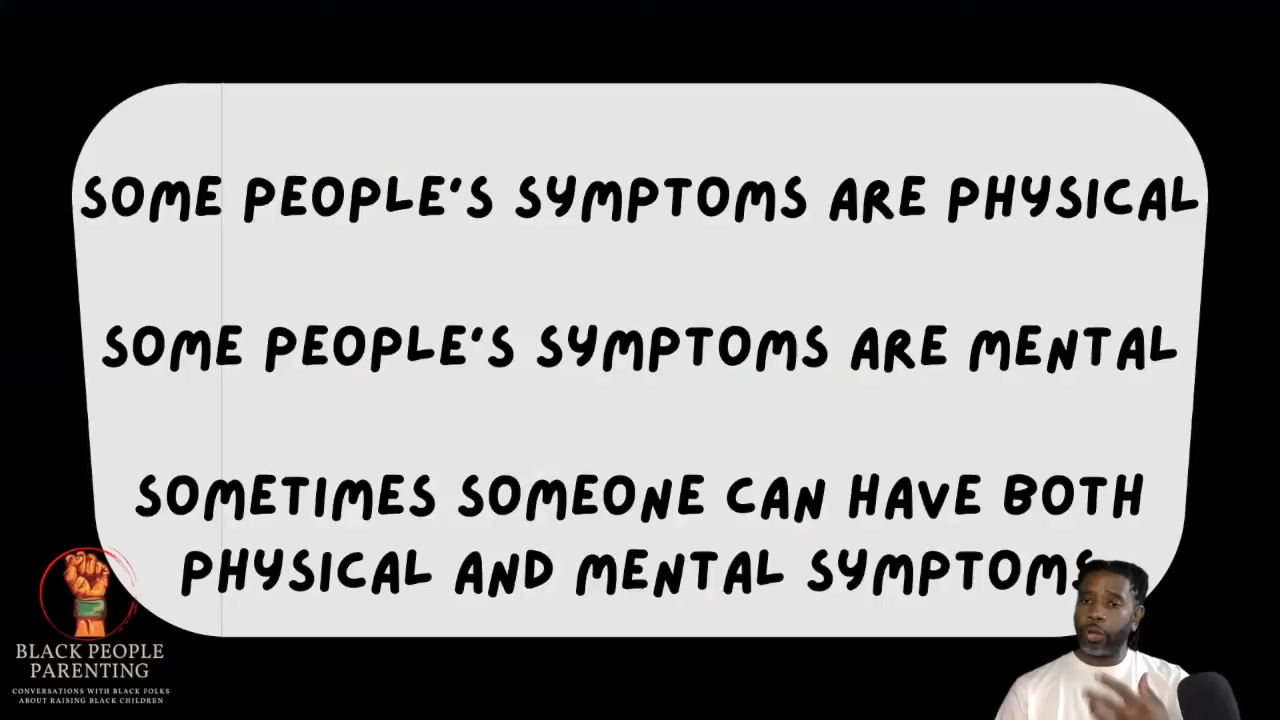 SOME PEOPLE'S SYMPTOMS ARE PHYSICAL
SOME PEOPLE'S SYMPTOMS ARE MENTAL
SOMETIMES SOMEONE CAN HAVE BOTH
PHYSICAL AND MENTAL SYMPTOMS
BLACK PEOPLE
PARENTING
CONVERSATIONS WITH BLACK FOLKS
ABOUT RAISING BLACK CHILDREN